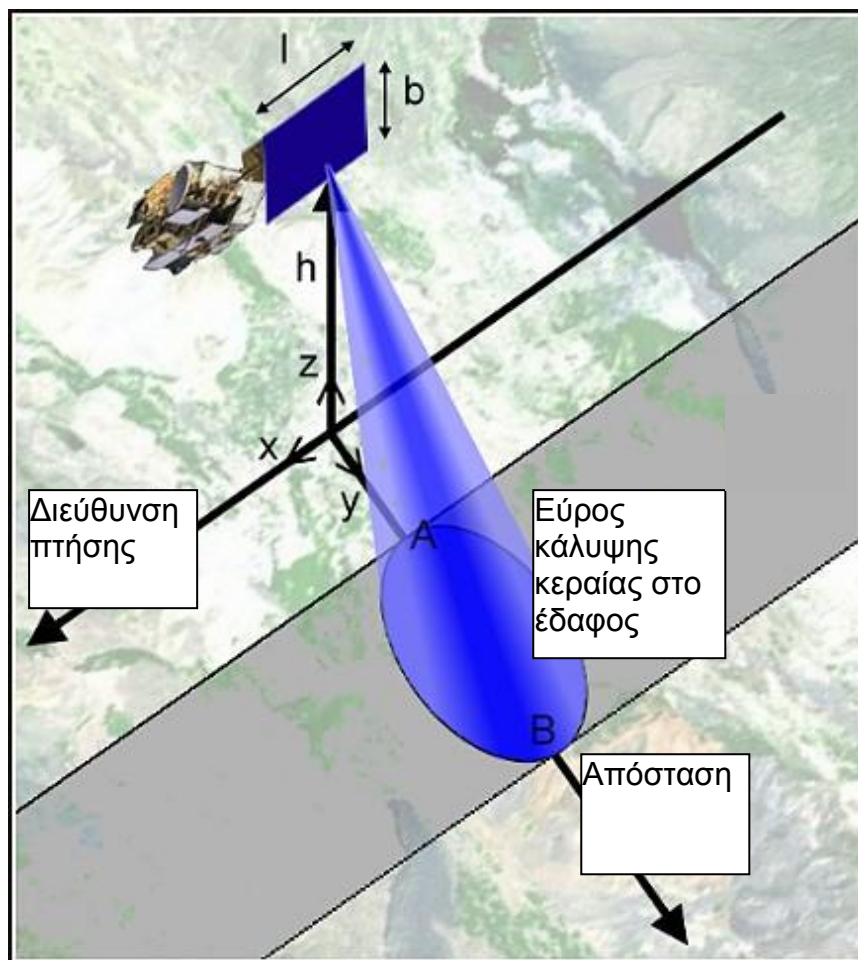 l
b
h
z
x
y
A
Διεύθυνση
πτήσης
Εύρος
κάλυψης
κεραίας στο
έδαφος
B
Απόσταση